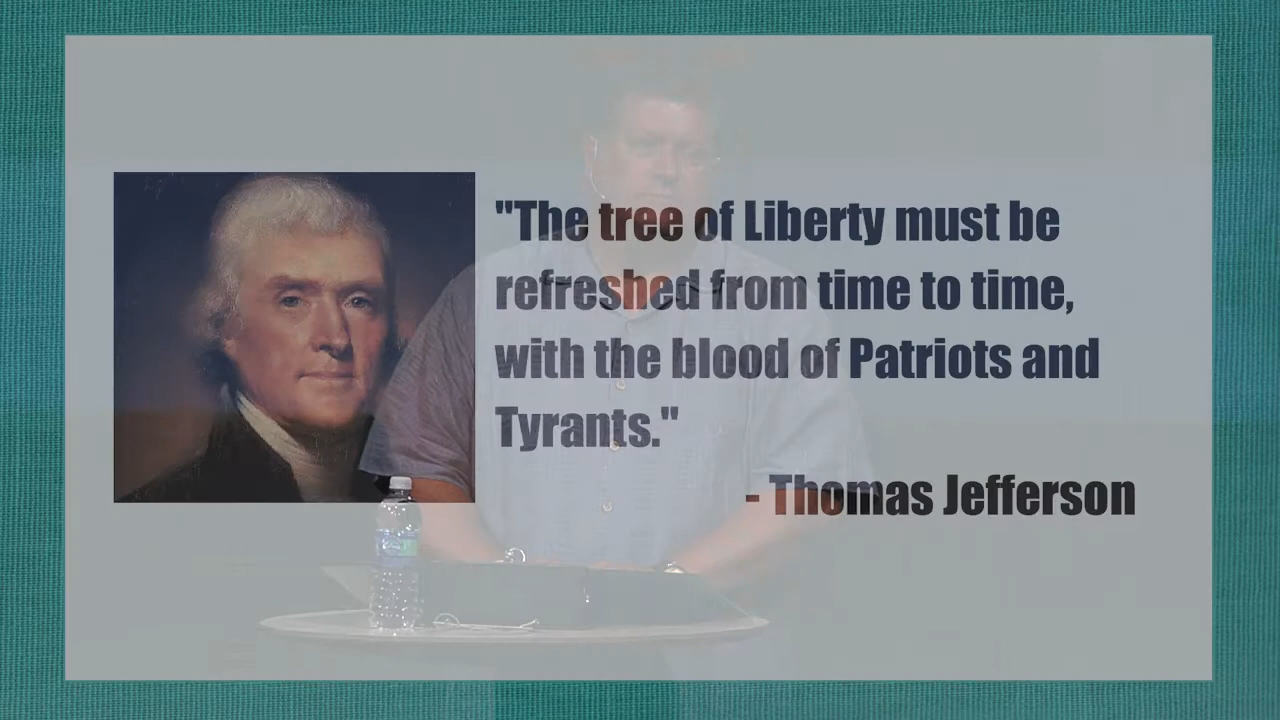 "The tree of Liberty must be
refreshed from time to time,
with the blood of Patriots and
Tyrants."
- Thomas Jefferson